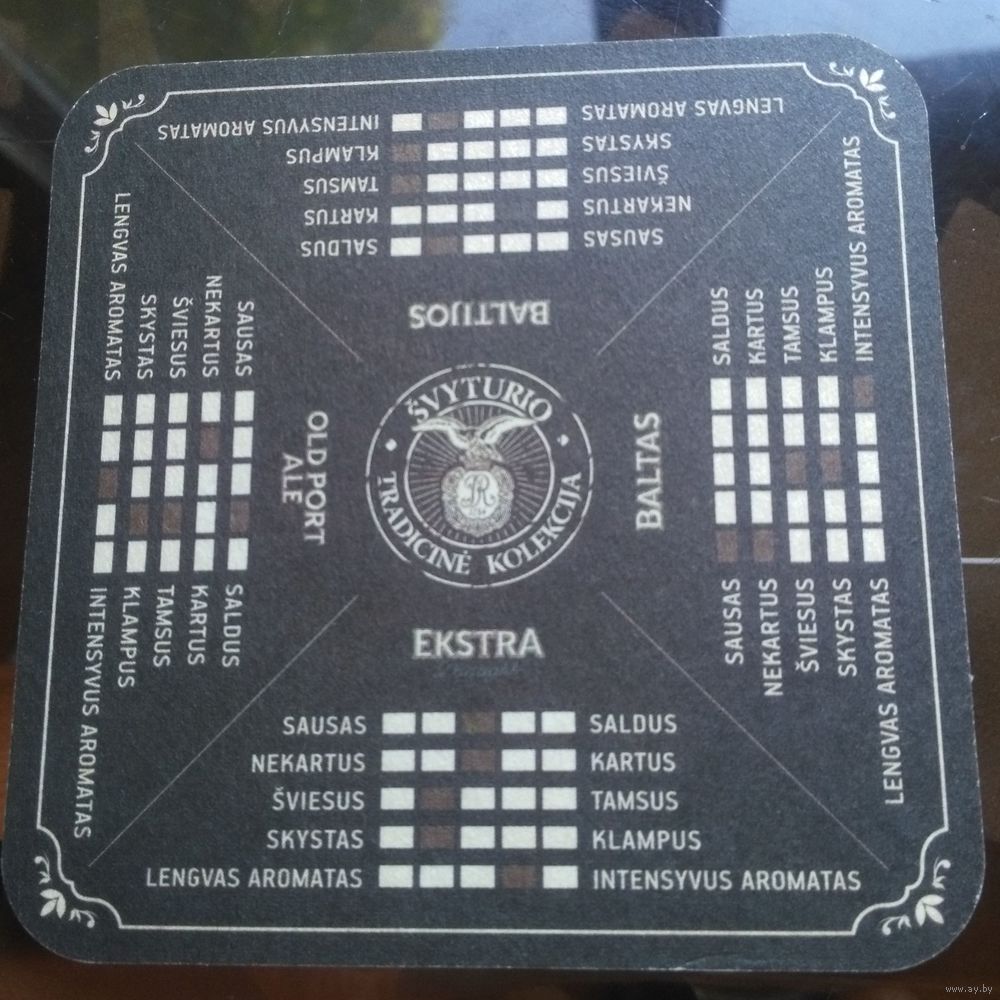 INTENSYVUS AROMATAS LENGVAS AROMATAS
KLAMPUS SKYSTAS
TAMSUS ŠVIESUS
KARTUS NEKARTUS
SALDUS SAUSAS
BALTIJOS
LENGVAS AROMATAS INTENSYVUS AROMATAS
SKYSTAS KLAMPUS
ŠVIESUS TAMSUS
NEKARTUS KARTUS
SAUSAS SALDUS
OLD PORT
ALE
ŠVYTURIO
TRADICINĖ KOLEKCIJA
BALTAS
SAUSAS SALDUS
NEKARTUS KARTUS
ŠVIESUS TAMSUS
SKYSTAS KLAMPUS
LENGVAS AROMATAS INTENSYVUS AROMATAS
EKSTRA
SAUSAS SALDUS
NEKARTUS KARTUS
ŠVIESUS TAMSUS
SKYSTAS KLAMPUS
LENGVAS AROMATAS INTENSYVUS AROMATAS
www.ay.by